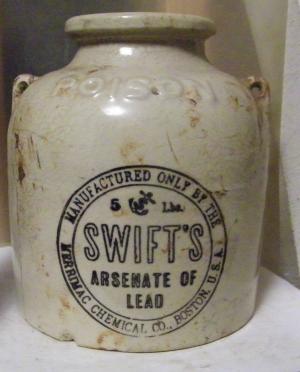 POISON
MANUFACTURED ONLY BY THE
5 Lbs.
SWIFT'S
ARSENATE OF
LEAD
MERRIMAC CHEMICAL CO., BOSTON, U.S.A.